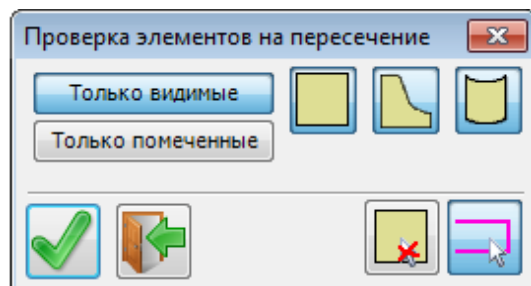 Проверка элементов на пересечение
Только видимые
Только помеченные